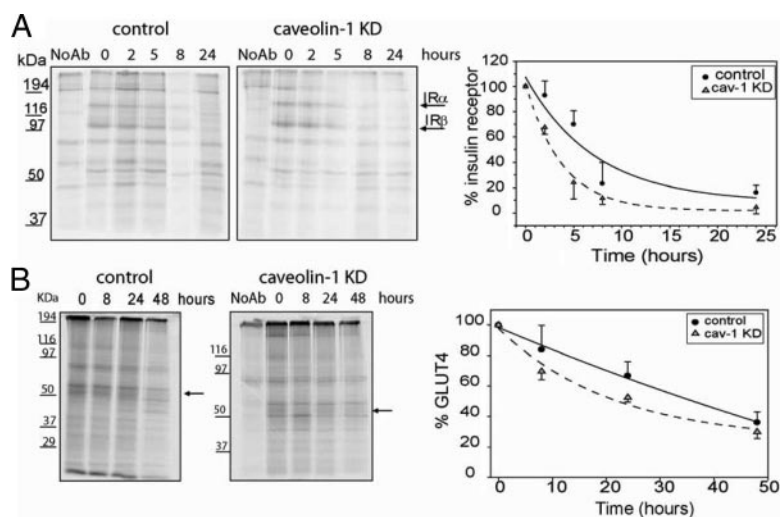 A
control
caveolin-1 KD
NoAb 0 2 5 8 24
NoAb 0 2 5 8 24 hours
kDa
194
116
97
50
37
IRα
IRβ
% insulin receptor
120
100
80
60
40
20
0
0 5 10 15 20 25
Time (hours)
control
cav-1 KD
B
control
caveolin-1 KD
KDa 0 8 24 48 hours
NoAb 0 8 24 48 hours
194
116
97
50
37
29
116
97
50
37
% GLUT4
100
80
60
40
20
0
0 10 20 30 40 50
Time (hours)
control
cav-1 KD